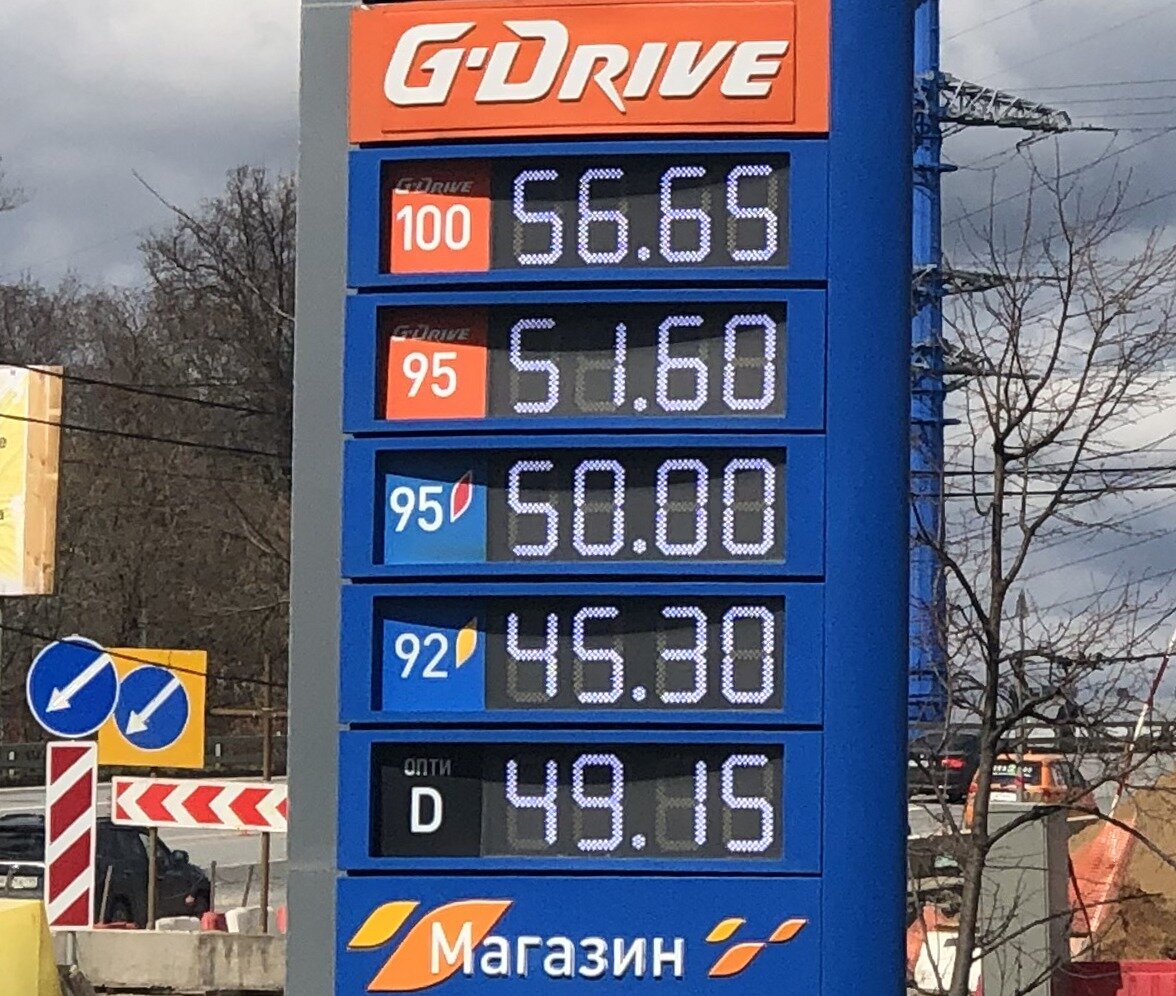 G-DRIVE
G-DRIVE
100 56.65
G-DRIVE
95 51.60
95 50.00
92 45.30
ОПТИ
D 49.15
Магазин